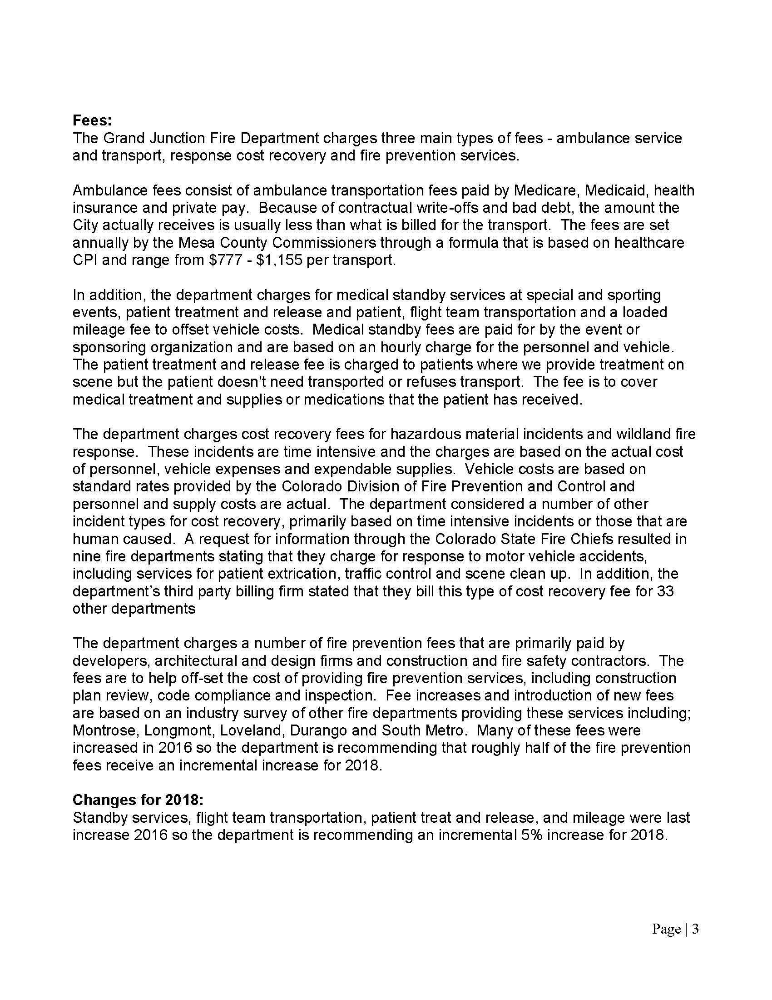 Fees:
The Grand Junction Fire Department charges three main types of fees - ambulance service
and transport, response cost recovery and fire prevention services.
Ambulance fees consist of ambulance transportation fees paid by Medicare, Medicaid, health
insurance and private pay.  Because of contractual write-offs and bad debt, the amount the
City actually receives is usually less than what is billed for the transport.  The fees are set
annually by the Mesa County Commissioners through a formula that is based on healthcare
CPI and range from $777 - $1,155 per transport.
In addition, the department charges for medical standby services at special and sporting
events, patient treatment and release and patient, flight team transportation and a loaded
mileage fee to offset vehicle costs.  Medical standby fees are paid for by the event or
sponsoring organization and are based on an hourly charge for the personnel and vehicle.
The patient treatment and release fee is charged to patients where we provide treatment on
scene but the patient doesn’t need transported or refuses transport.  The fee is to cover
medical treatment and supplies or medications that the patient has received.
The department charges cost recovery fees for hazardous material incidents and wildland fire
response.  These incidents are time intensive and the charges are based on the actual cost
of personnel, vehicle expenses and expendable supplies.  Vehicle costs are based on
standard rates provided by the Colorado Division of Fire Prevention and Control and
personnel and supply costs are actual.  The department considered a number of other
incident types for cost recovery, primarily based on time intensive incidents or those that are
human caused.  A request for information through the Colorado State Fire Chiefs resulted in
nine fire departments stating that they charge for response to motor vehicle accidents,
including services for patient extrication, traffic control and scene clean up.  In addition, the
department’s third party billing firm stated that they bill this type of cost recovery fee for 33
other departments
The department charges a number of fire prevention fees that are primarily paid by
developers, architectural and design firms and construction and fire safety contractors.  The
fees are to help off-set the cost of providing fire prevention services, including construction
plan review, code compliance and inspection.  Fee increases and introduction of new fees
are based on an industry survey of other fire departments providing these services including;
Montrose, Longmont, Loveland, Durango and South Metro.  Many of these fees were
increased in 2016 so the department is recommending that roughly half of the fire prevention
fees receive an incremental increase for 2018.
Changes for 2018:
Standby services, flight team transportation, patient treat and release, and mileage were last
increase 2016 so the department is recommending an incremental 5% increase for 2018.
Page | 3